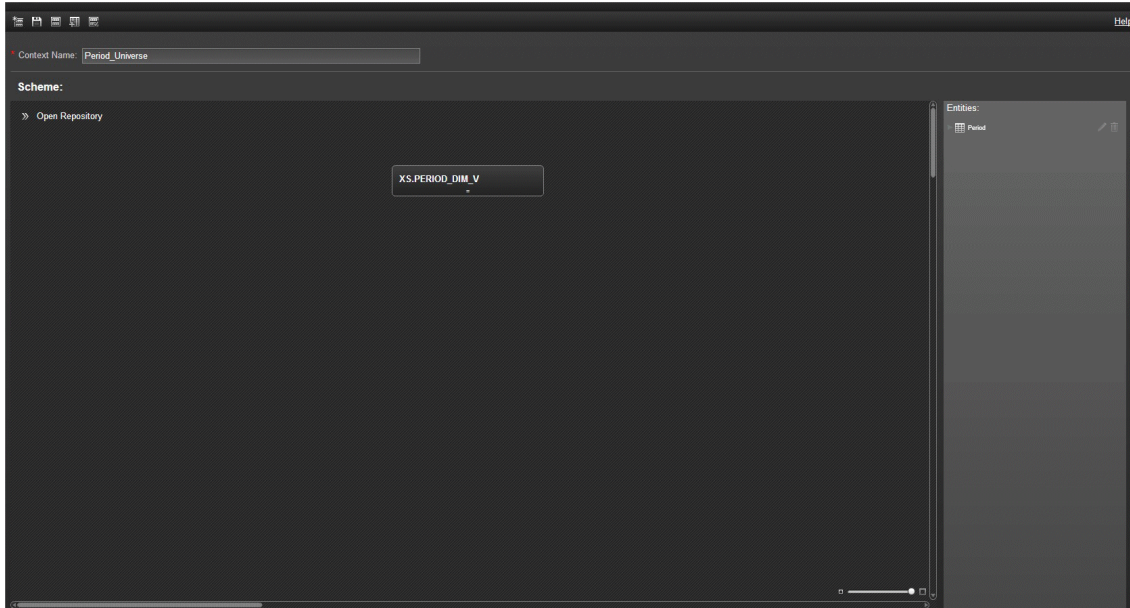 Help
* Context Name: Period_Universe
Scheme:
Open Repository
Entities:
Period
XS.PERIOD_DIM_V